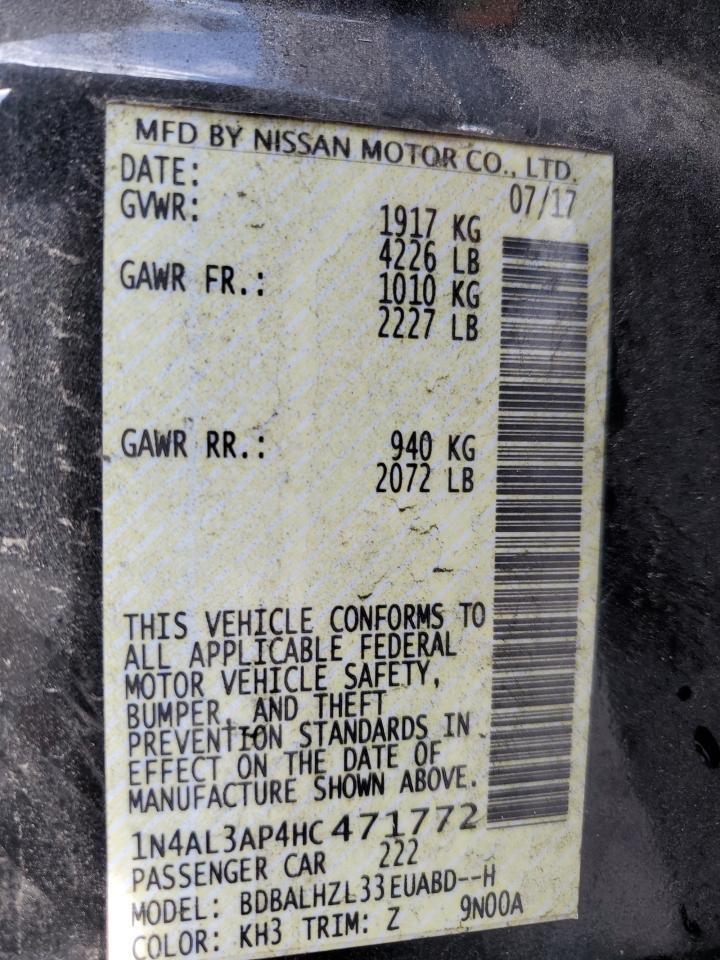 MFD BY NISSAN MOTOR CO., LTD.
DATE: 07/17
GVWR: 1917 KG
4226 LB
GAWR FR.: 1010 KG
2227 LB
GAWR RR.: 940 KG
2072 LB
THIS VEHICLE CONFORMS TO
ALL APPLICABLE FEDERAL
MOTOR VEHICLE SAFETY,
BUMPER, AND THEFT
PREVENTION STANDARDS IN
EFFECT ON THE DATE OF
MANUFACTURE SHOWN ABOVE.
1N4AL3AP4HC471772
PASSENGER CAR 222
MODEL: BDBALHZL33EUABD--H
COLOR: KH3 TRIM: Z 9N00A